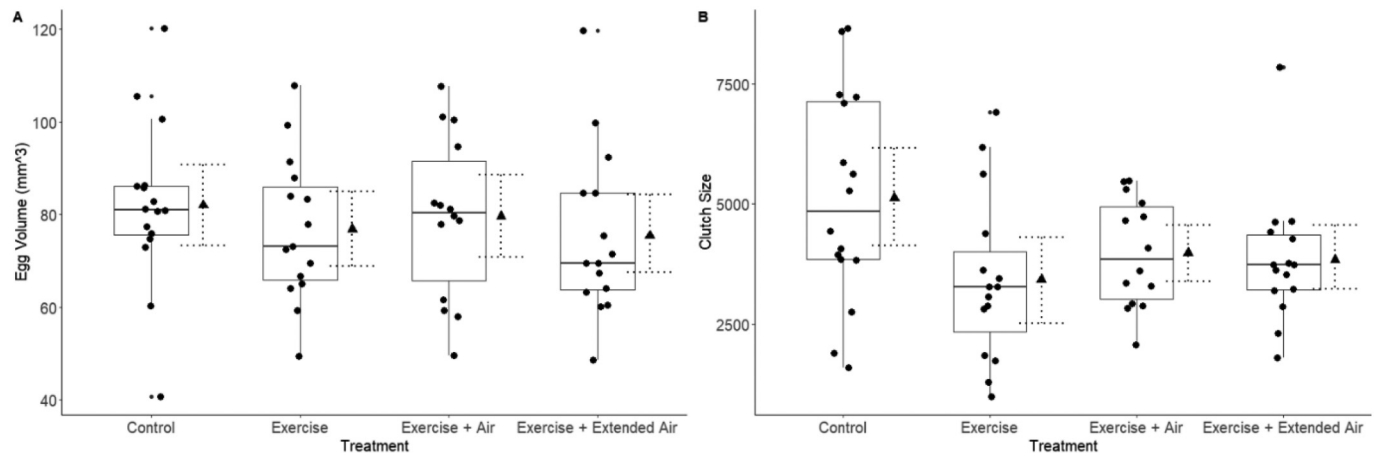 A
Egg Volume (mm^3)
120
100
80
60
40
Control Exercise Exercise + Air Exercise + Extended Air
Treatment
B
Clutch Size
7500
5000
2500
Control Exercise Exercise + Air Exercise + Extended Air
Treatment